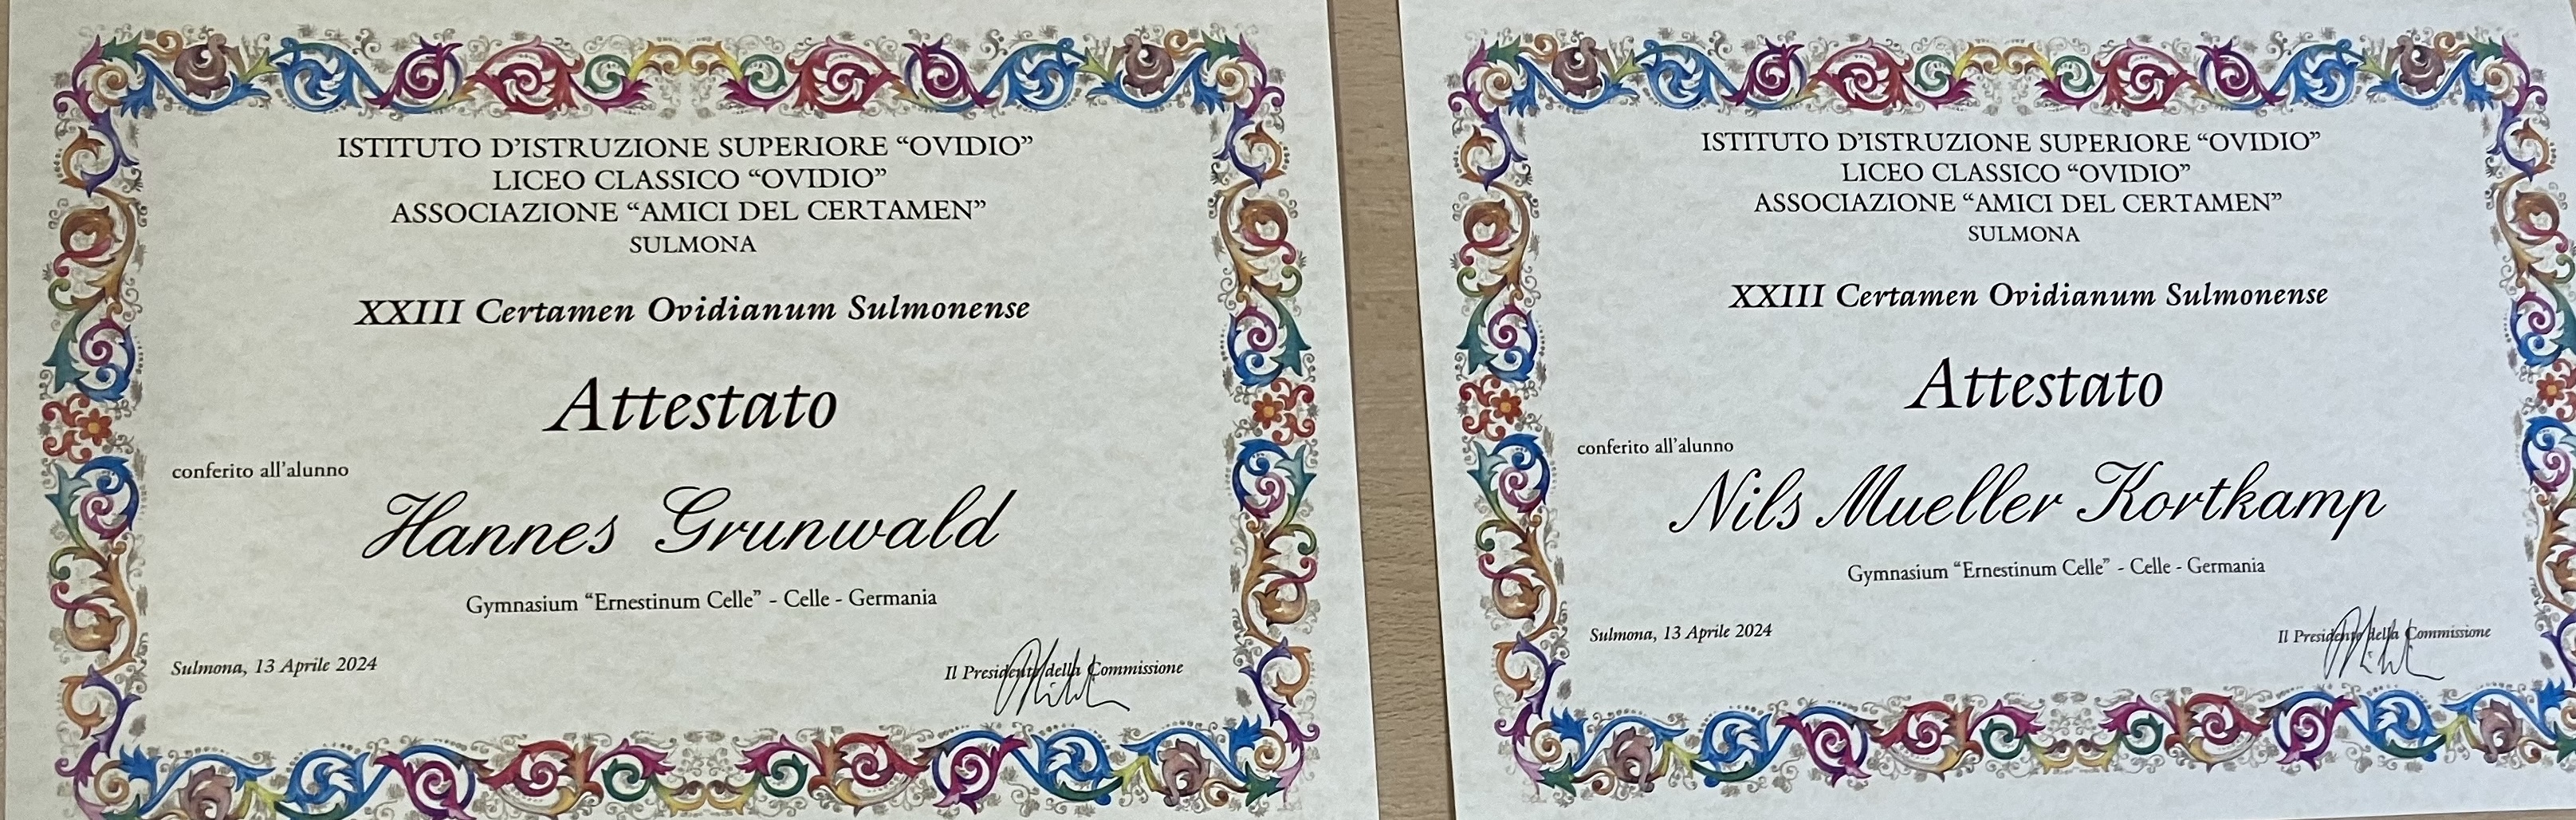 ISTITUTO D'ISTRUZIONE SUPERIORE “OVIDIO”
LICEO CLASSICO “OVIDIO”
ASSOCIAZIONE “AMICI DEL CERTAMEN”
SULMONA
XXIII Certamen Ovidianum Sulmonense
Attestato
conferito all'alunno
Hannes Grunwald
Gymnasium “Ernestinum Celle” - Celle - Germania
Sulmona, 13 Aprile 2024
Il Presidente della Commissione
ISTITUTO D'ISTRUZIONE SUPERIORE “OVIDIO”
LICEO CLASSICO “OVIDIO”
ASSOCIAZIONE “AMICI DEL CERTAMEN”
SULMONA
XXIII Certamen Ovidianum Sulmonense
Attestato
conferito all'alunno
Nils Mueller Kortkamp
Gymnasium “Ernestinum Celle” - Celle - Germania
Sulmona, 13 Aprile 2024
Il Presidente della Commissione